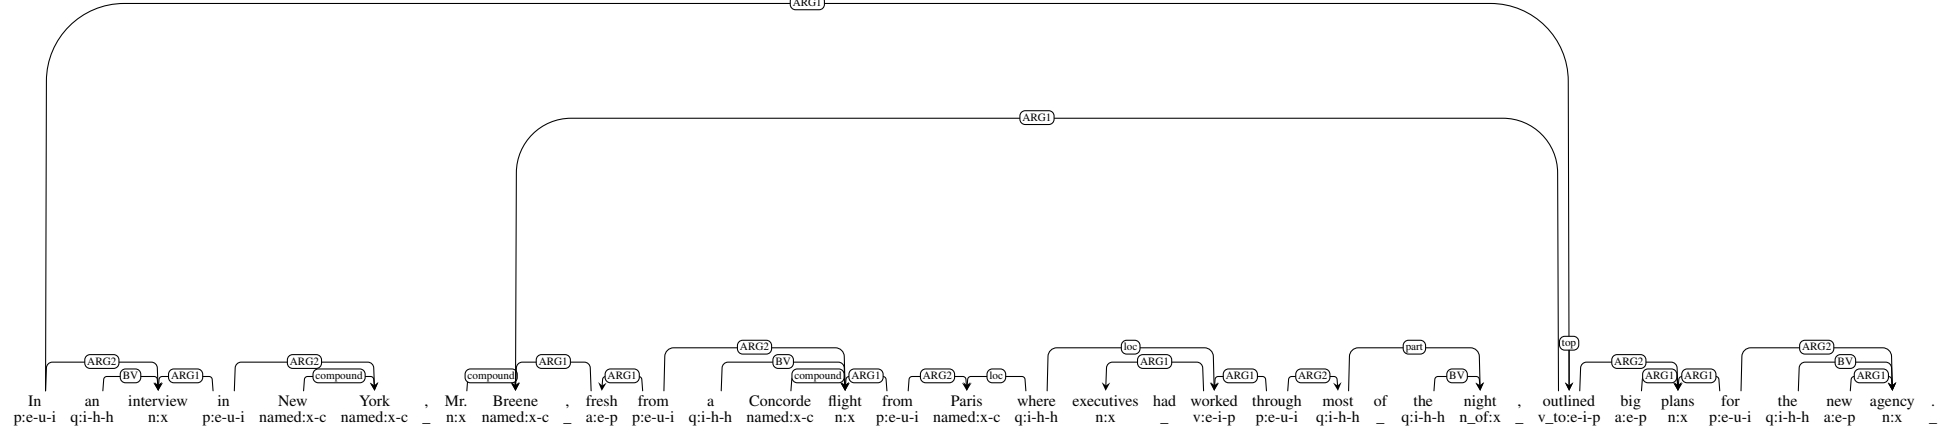 ARG1
ARG1
top
ARG2 loc part ARG2
ARG2 ARG2 ARG1 BV ARG1 ARG2 BV
BV ARG1 compound compound ARG1 compound ARG1 ARG2 loc ARG1 ARG2 BV ARG1 ARG1 ARG1
In an interview in New York , Mr. Breene , fresh from a Concorde flight from Paris where executives had worked through most of the night , outlined big plans for the new agency .
p:e-u-i q:i-h-h n:x p:e-u-i named:x-c named:x-c _ n:x named:x-c _ a:e-p p:e-u-i q:i-h-h named:x-c n:x p:e-u-i named:x-c q:i-h-h n:x _ v:e-i-p p:e-u-i q:i-h-h _ q:i-h-h n_of:x _ v_to:e-i-p a:e-p n:x p:e-u-i q:i-h-h a:e-p n:x _